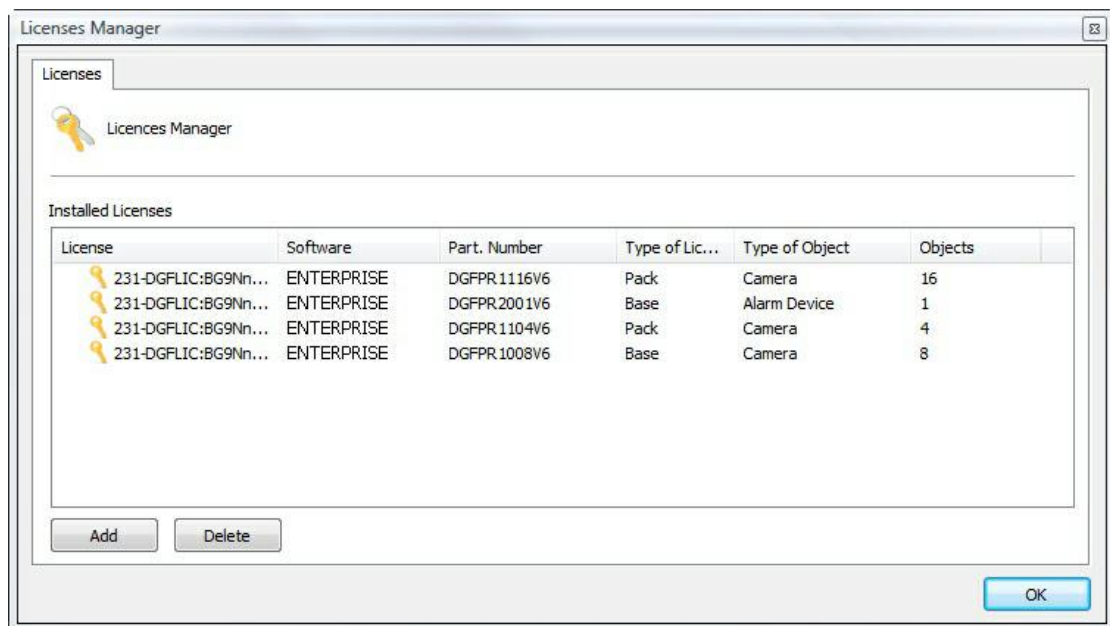 Licenses Manager
Licenses
Licences Manager
Installed Licenses
License Software Part. Number Type of Lic... Type of Object Objects
231-DGFLIC:BG9Nn... ENTERPRISE DGFPR1116V6 Pack Camera 16
231-DGFLIC:BG9Nn... ENTERPRISE DGFPR2001V6 Base Alarm Device 1
231-DGFLIC:BG9Nn... ENTERPRISE DGFPR1104V6 Pack Camera 4
231-DGFLIC:BG9Nn... ENTERPRISE DGFPR1008V6 Base Camera 8
Add Delete
OK